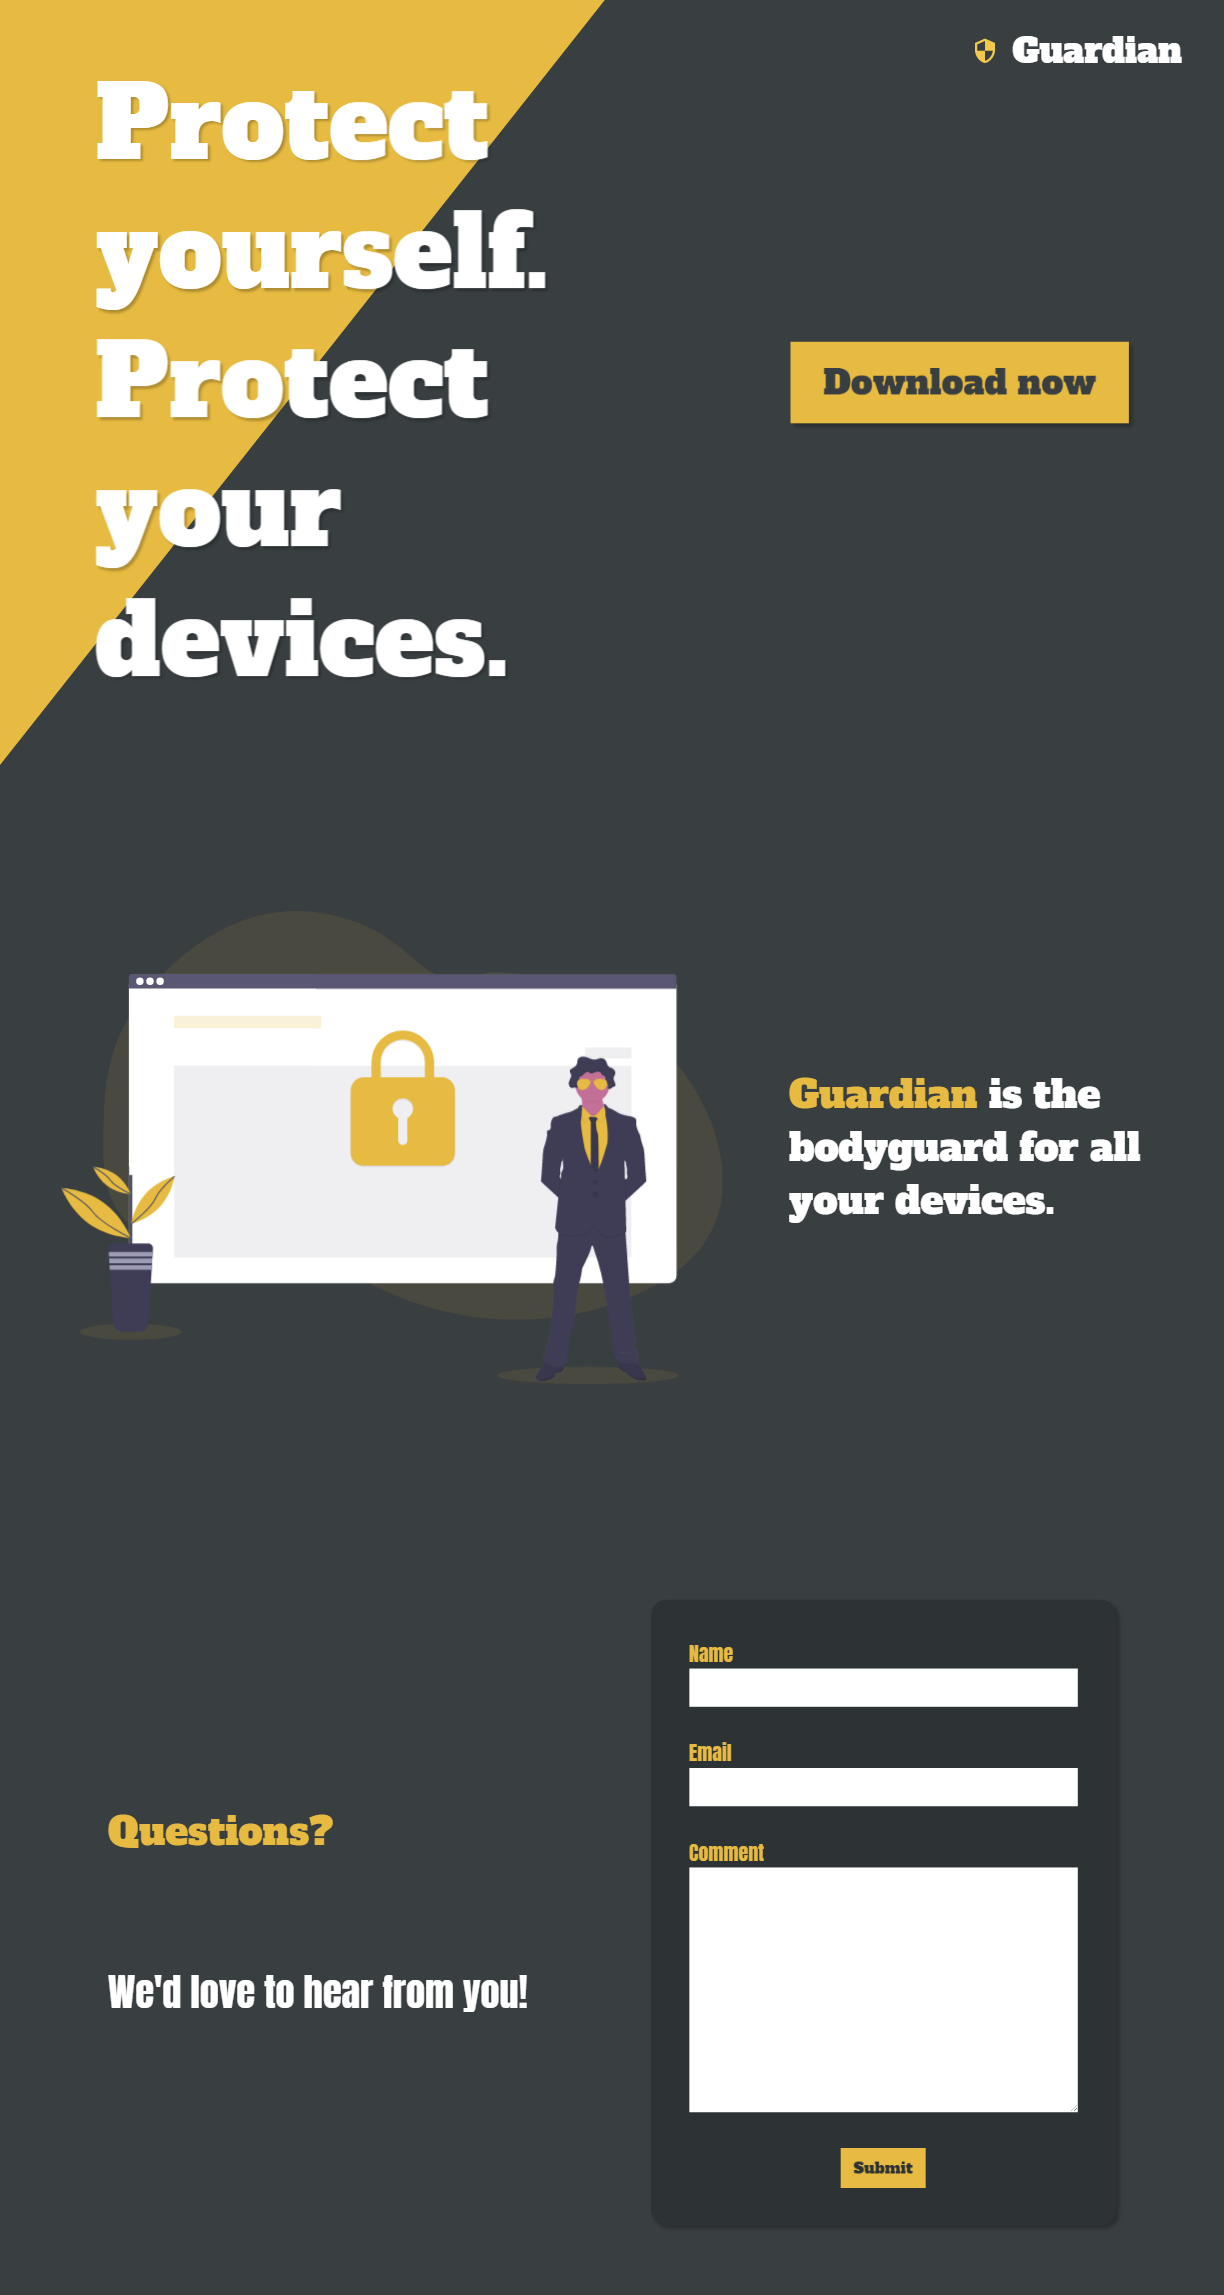 Guardian
Protect
yourself.
Protect
your
devices.
Download now
Guardian is the
bodyguard for all
your devices.
Questions?
We'd love to hear from you!
Name
Email
Comment
Submit